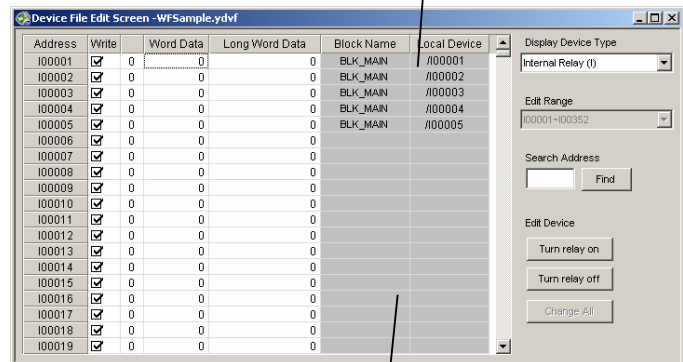 Device File Edit Screen -WFSample.ydvf
Address Write Word Data Long Word Data Block Name Local Device
I00001 0 0 0 BLK_MAIN /I00001
I00002 0 0 0 BLK_MAIN /I00002
I00003 0 0 0 BLK_MAIN /I00003
I00004 0 0 0 BLK_MAIN /I00004
I00005 0 0 0 BLK_MAIN /I00005
I00006 0 0 0
I00007 0 0 0
I00008 0 0 0
I00009 0 0 0
I00010 0 0 0
I00011 0 0 0
I00012 0 0 0
I00013 0 0 0
I00014 0 0 0
I00015 0 0 0
I00016 0 0 0
I00017 0 0 0
I00018 0 0 0
I00019 0 0 0
Display Device Type
Internal Relay (I)
Edit Range
I00001-I00352
Search Address
Find
Edit Device
Turn relay on
Turn relay off
Change All